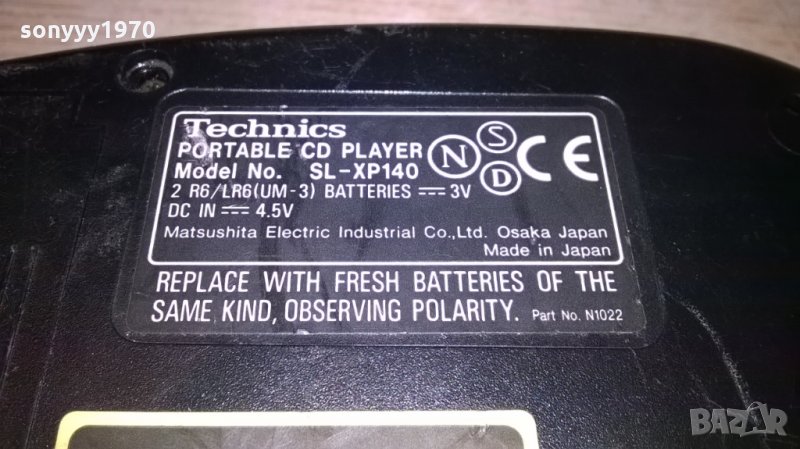 sonyyy1970
Technics
PORTABLE CD PLAYER
Model No. SL-XP140
2 R6/LR6(UM-3) BATTERIES ⎓ 3V
DC IN ⎓ 4.5V
N S D CE
Matsushita Electric Industrial Co.,Ltd. Osaka Japan
Made in Japan
REPLACE WITH FRESH BATTERIES OF THE
SAME KIND, OBSERVING POLARITY. Part No. N1022
BAZAR